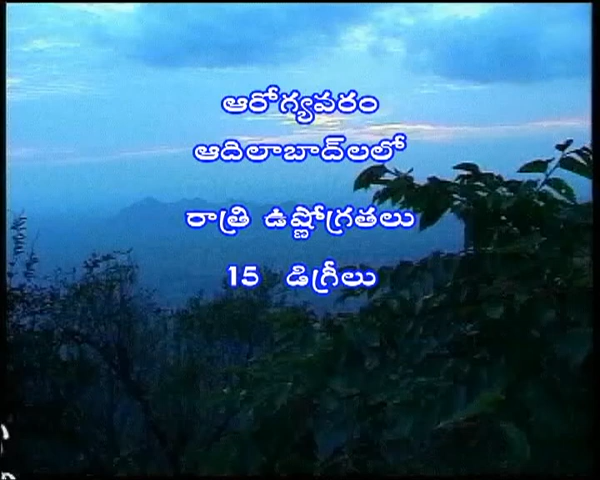 ఆరోగ్యవరం
ఆదిలాబాద్‌లలో
రాత్రి ఉష్ణోగ్రతలు
15 డిగ్రీలు